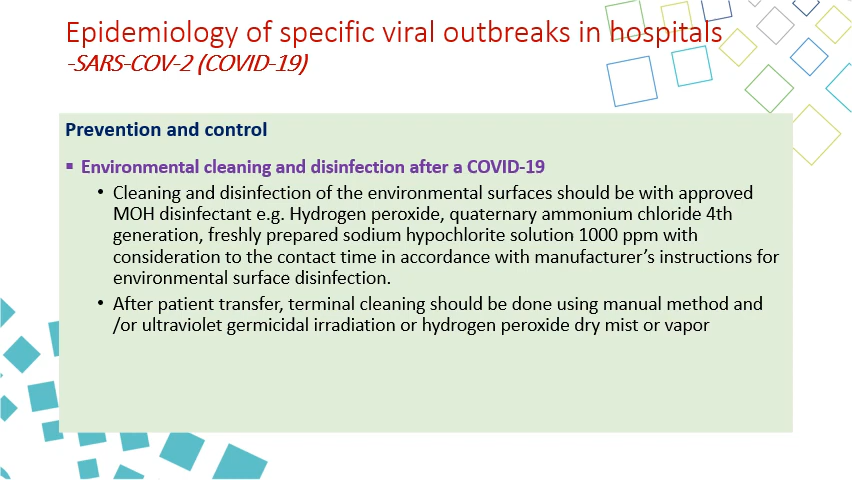 Epidemiology of specific viral outbreaks in hospitals
-SARS-COV-2 (COVID-19)
Prevention and control
▪ Environmental cleaning and disinfection after a COVID-19
• Cleaning and disinfection of the environmental surfaces should be with approved
MOH disinfectant e.g. Hydrogen peroxide, quaternary ammonium chloride 4th
generation, freshly prepared sodium hypochlorite solution 1000 ppm with
consideration to the contact time in accordance with manufacturer’s instructions for
environmental surface disinfection.
• After patient transfer, terminal cleaning should be done using manual method and
/or ultraviolet germicidal irradiation or hydrogen peroxide dry mist or vapor